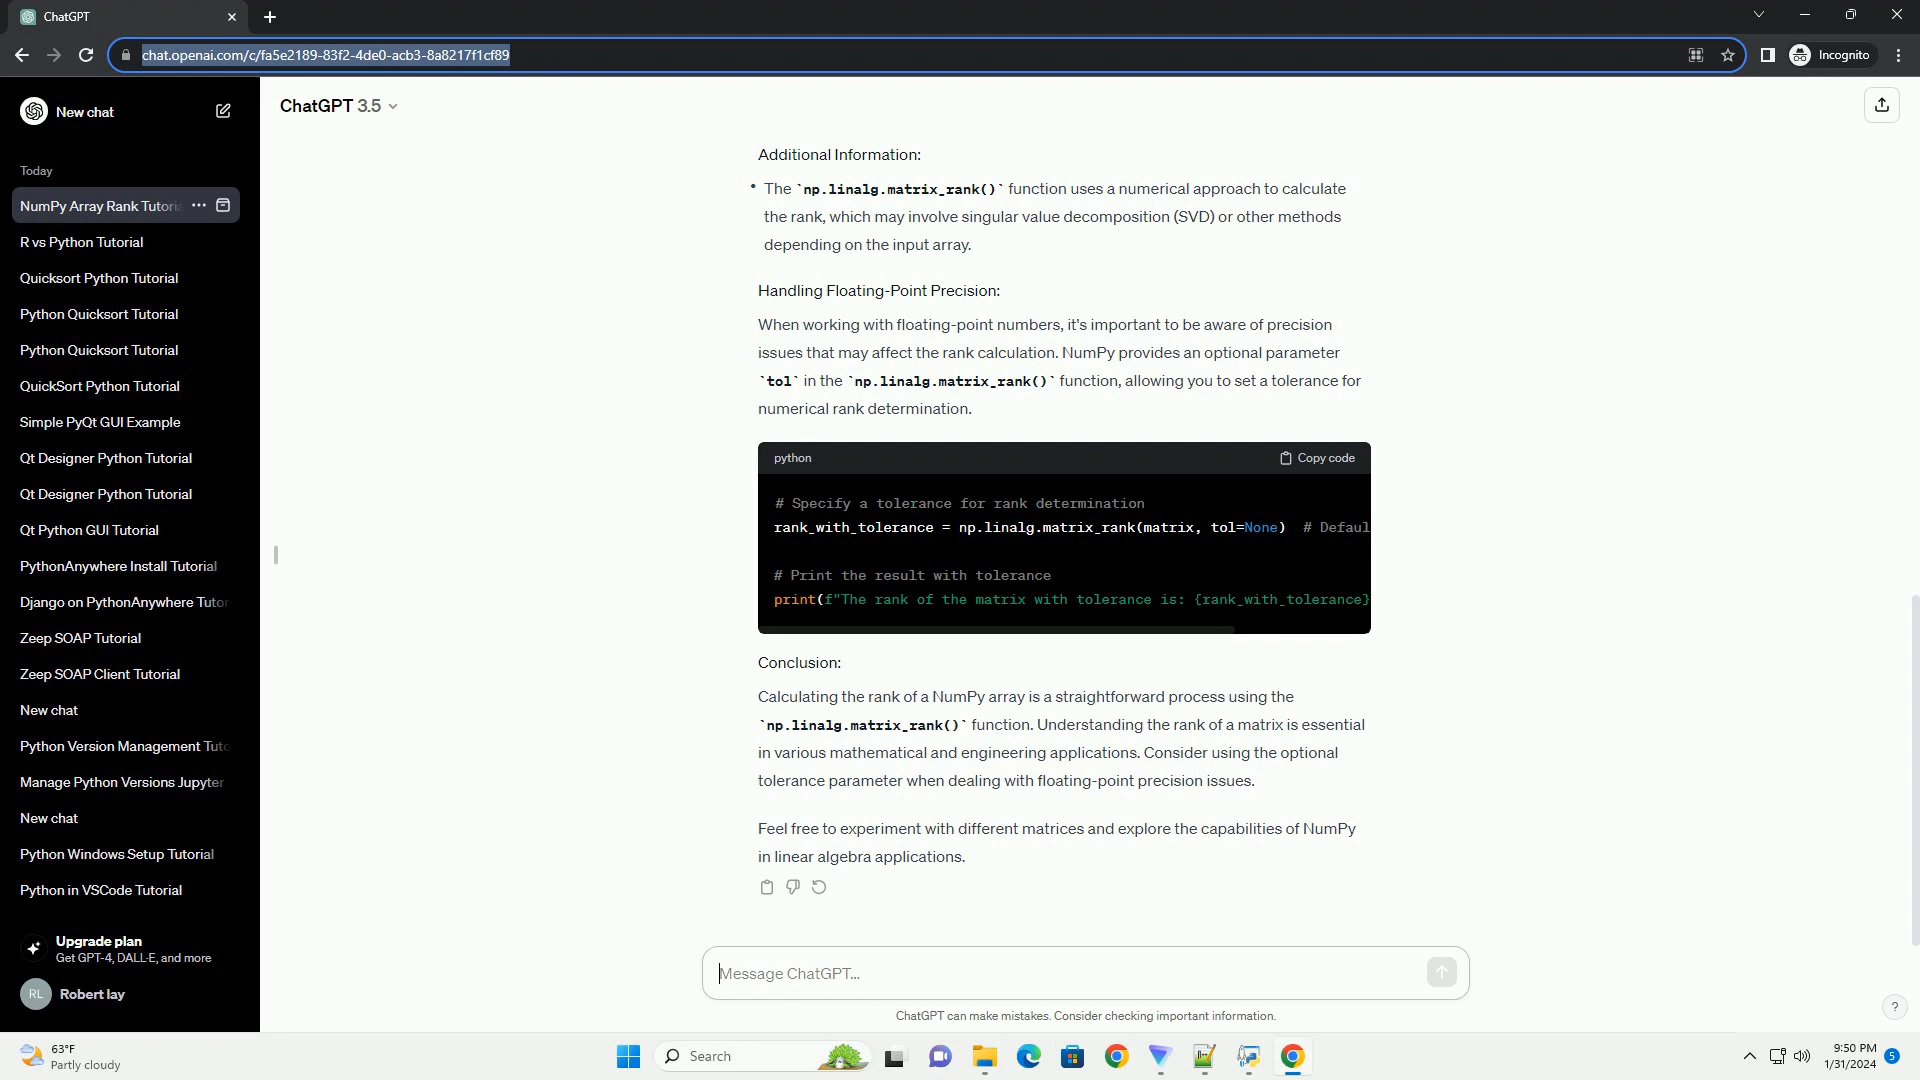 ChatGPT
chat.openai.com/c/fa5e2189-83f2-4de0-acb3-8a8217f1cf89
Incognito
New chat
Today
NumPy Array Rank Tutoria
R vs Python Tutorial
Quicksort Python Tutorial
Python Quicksort Tutorial
Python Quicksort Tutorial
QuickSort Python Tutorial
Simple PyQt GUI Example
Qt Designer Python Tutorial
Qt Designer Python Tutorial
Qt Python GUI Tutorial
PythonAnywhere Install Tutorial
Django on PythonAnywhere Tutor
Zeep SOAP Tutorial
Zeep SOAP Client Tutorial
New chat
Python Version Management Tuto
Manage Python Versions Jupyter
New chat
Python Windows Setup Tutorial
Python in VSCode Tutorial
Upgrade plan
Get GPT-4, DALL·E, and more
RL
Robert lay
ChatGPT 3.5
Additional Information:
• The `np.linalg.matrix_rank()` function uses a numerical approach to calculate
the rank, which may involve singular value decomposition (SVD) or other methods
depending on the input array.
Handling Floating-Point Precision:
When working with floating-point numbers, it's important to be aware of precision
issues that may affect the rank calculation. NumPy provides an optional parameter
`tol` in the `np.linalg.matrix_rank()` function, allowing you to set a tolerance for
numerical rank determination.
python
Copy code
# Specify a tolerance for rank determination
rank_with_tolerance = np.linalg.matrix_rank(matrix, tol=None)  # Defaul
# Print the result with tolerance
print(f"The rank of the matrix with tolerance is: {rank_with_tolerance}
Conclusion:
Calculating the rank of a NumPy array is a straightforward process using the
`np.linalg.matrix_rank()` function. Understanding the rank of a matrix is essential
in various mathematical and engineering applications. Consider using the optional
tolerance parameter when dealing with floating-point precision issues.
Feel free to experiment with different matrices and explore the capabilities of NumPy
in linear algebra applications.
Message ChatGPT...
ChatGPT can make mistakes. Consider checking important information.
?
63°F
Partly cloudy
Search
9:50 PM
1/31/2024
5